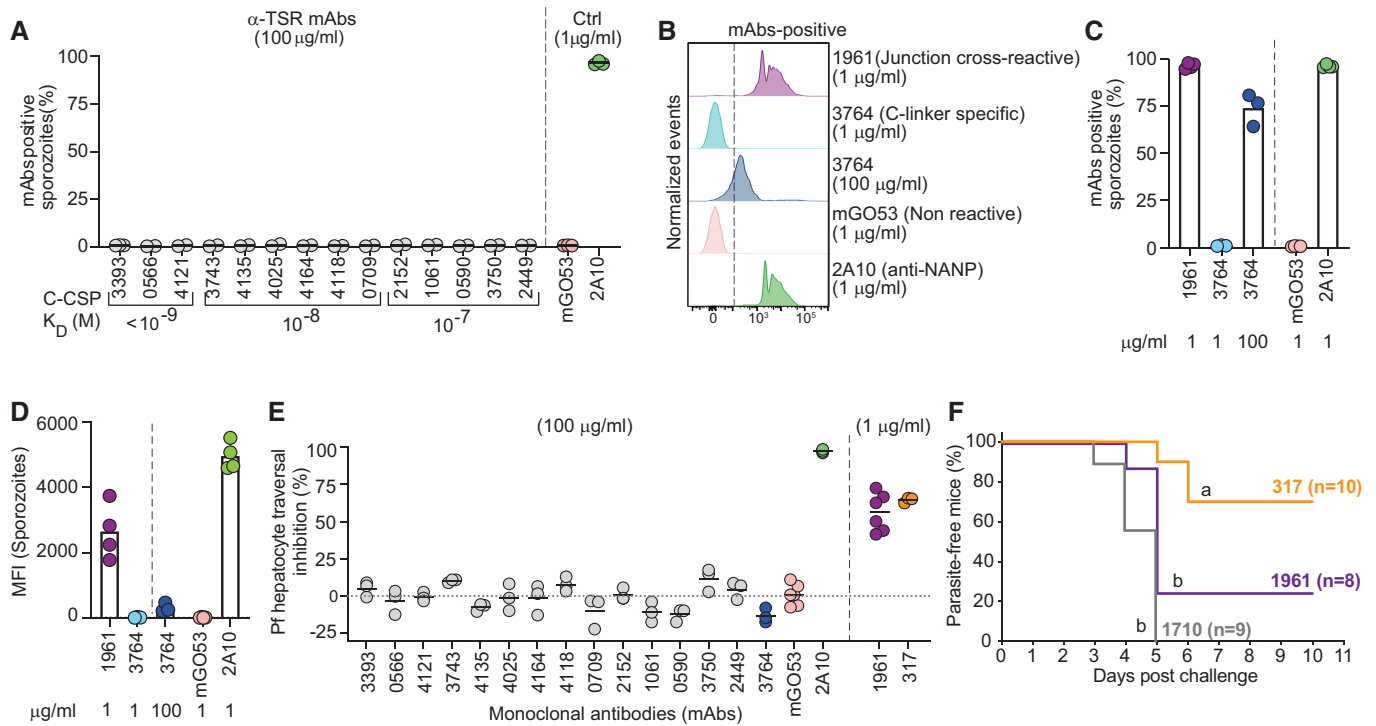 A
α-TSR mAbs
(100 μg/ml)
Ctrl
(1μg/ml)
mAbspositive
sporozoites(%)
100
75
50
25
0
3393
0566
4121
3743
4135
4025
4164
4118
0709
2152
1061
0590
3750
2449
mGO53
2A10
C-CSP
K_D (M)
<10⁻⁹
10⁻⁸
10⁻⁷
B
mAbs-positive
Normalized events
1961(Junction cross-reactive)
(1 μg/ml)
3764 (C-linker specific)
(1 μg/ml)
3764
(100 μg/ml)
mGO53 (Non reactive)
(1 μg/ml)
2A10 (anti-NANP)
(1 μg/ml)
0 10³ 10⁵
C
mAbs positive
sporozoites (%)
100
75
50
25
0
1961
3764
3764
mGO53
2A10
μg/ml 1 1 100 1 1
D
MFI (Sporozoites)
6000
4000
2000
0
1961
3764
3764
mGO53
2A10
μg/ml 1 1 100 1 1
E
(100 μg/ml)
(1 μg/ml)
Pf hepatocyte traversal
inhibition (%)
100
75
50
25
0
-25
3393
0566
4121
3743
4135
4025
4164
4118
0709
2152
1061
0590
3750
2449
3764
mGO53
2A10
1961
317
Monoclonal antibodies (mAbs)
F
Parasite-free mice (%)
100
80
60
40
20
0
a
317 (n=10)
b
1961 (n=8)
b
1710 (n=9)
0 1 2 3 4 5 6 7 8 9 10 11
Days post challenge